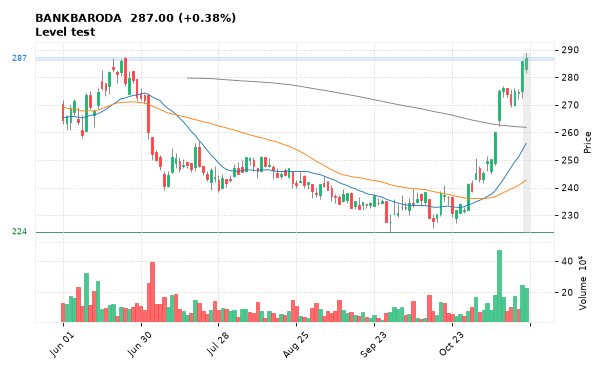 BANKBARODA 287.00 (+0.38%)
Level test
287
224
290
280
270
260
250
240
230
Price
40
20
Volume 10⁶
Jun 01
Jun 30
Jul 28
Aug 25
Sep 23
Oct 23